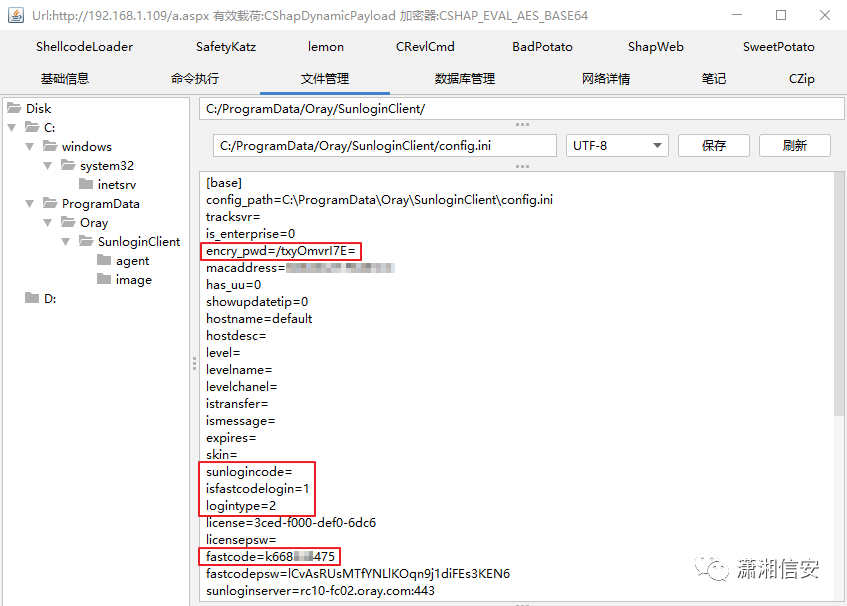 Url:http://192.168.1.109/a.aspx 有效载荷:CShapDynamicPayload 加密器:CSHAP_EVAL_AES_BASE64
ShellcodeLoader SafetyKatz lemon CRevlCmd BadPotato ShapWeb SweetPotato
基础信息 命令执行 文件管理 数据库管理 网络详情 笔记 CZip
Disk
C:
windows
system32
inetsrv
ProgramData
Oray
SunloginClient
agent
image
D:
C:/ProgramData/Oray/SunloginClient/
C:/ProgramData/Oray/SunloginClient/config.ini UTF-8 保存 刷新
[base]
config_path=C:\ProgramData\Oray\SunloginClient\config.ini
tracksvr=
is_enterprise=0
encry_pwd=/txyOmvrI7E=
macaddress=
has_uu=0
showupdatetip=0
hostname=default
hostdesc=
level=
levelname=
levelchanel=
istransfer=
ismessage=
expires=
skin=
sunlogincode=
isfastcodelogin=1
logintype=2
license=3ced-f000-def0-6dc6
licensepsw=
fastcode=k668 475
fastcodepsw=lCvAsRUsMTfYNLlKOqn9j1diFEs3KEN6
sunloginserver=rc10-fc02.oray.com:443
潇湘信安